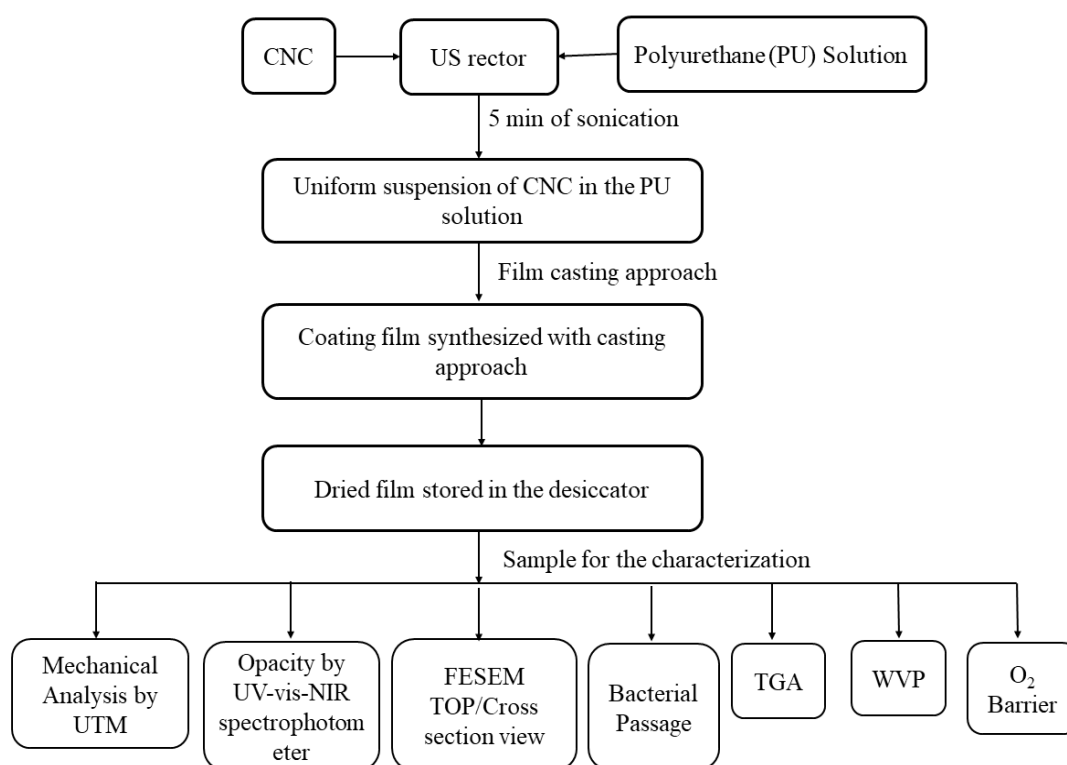 CNC
US rector
Polyurethane (PU) Solution
5 min of sonication
Uniform suspension of CNC in the PU
solution
Film casting approach
Coating film synthesized with casting
approach
Dried film stored in the desiccator
Sample for the characterization
Mechanical
Analysis by
UTM
Opacity by
UV-vis-NIR
spectrophotom
eter
FESEM
TOP/Cross
section view
Bacterial
Passage
TGA
WVP
O₂
Barrier